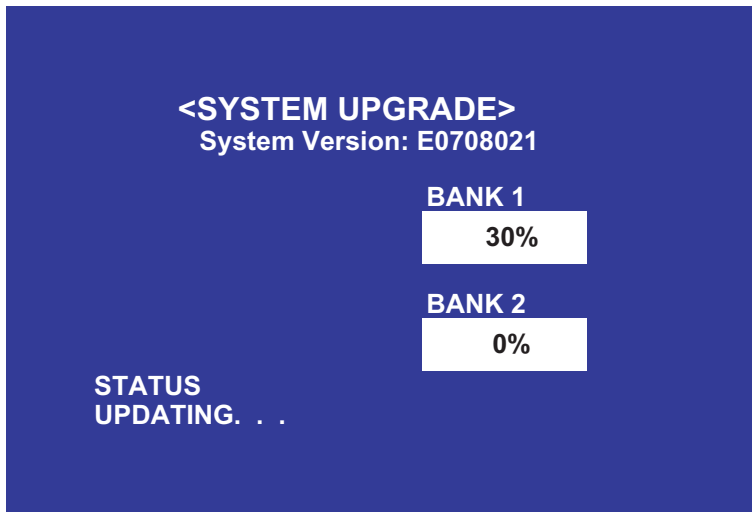 <SYSTEM UPGRADE>
System Version: E0708021
BANK 1
30%
BANK 2
0%
STATUS
UPDATING. . .